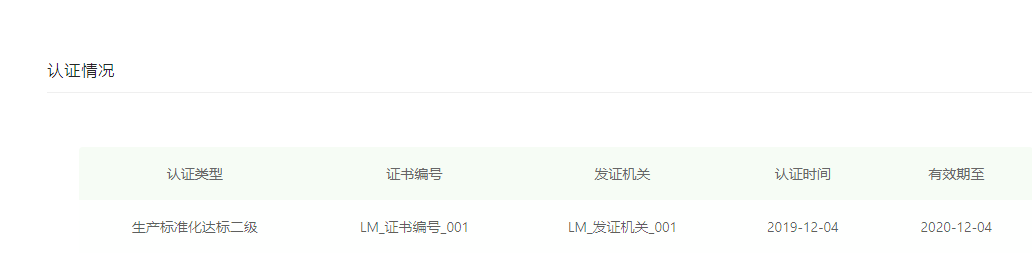 认证情况
认证类型 证书编号 发证机关 认证时间 有效期至
生产标准化达标二级 LM_证书编号_001 LM_发证机关_001 2019-12-04 2020-12-04